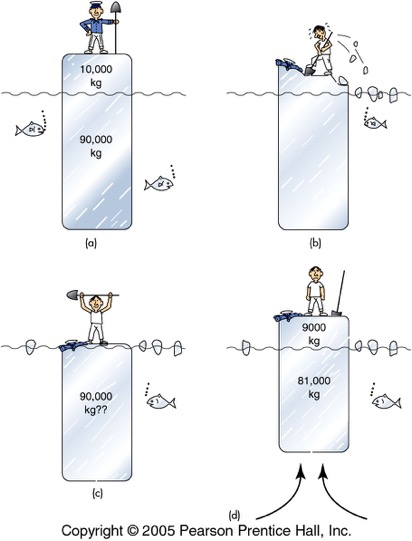 10,000
kg
90,000
kg
(a)
(b)
90,000
kg??
(c)
9000
kg
81,000
kg
(d)
Copyright © 2005 Pearson Prentice Hall, Inc.